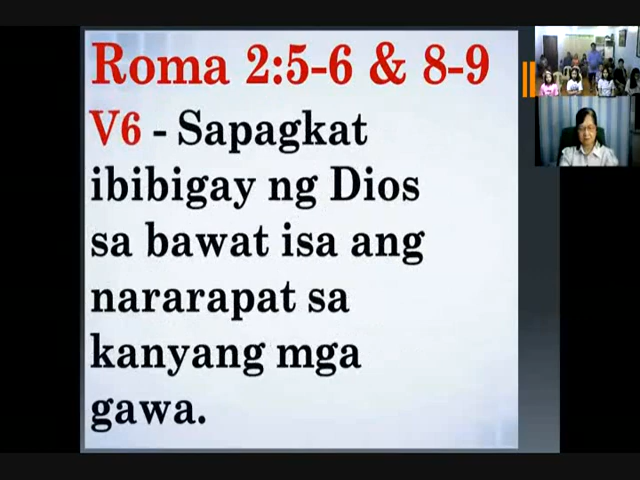 Roma 2:5-6 & 8-9
V6 - Sapagkat
ibibigay ng Dios
sa bawat isa ang
nararapat sa
kanyang mga
gawa.